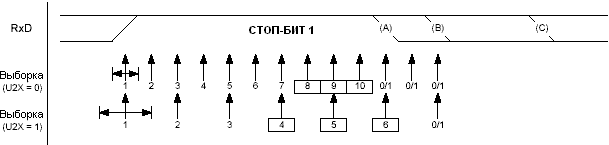 RxD СТОП-БИТ 1 (A) (B) (C)
Выборка
(U2X = 0)
1 2 3 4 5 6 7 8 9 10 0/1 0/1 0/1
Выборка
(U2X = 1)
1 2 3 4 5 6 0/1